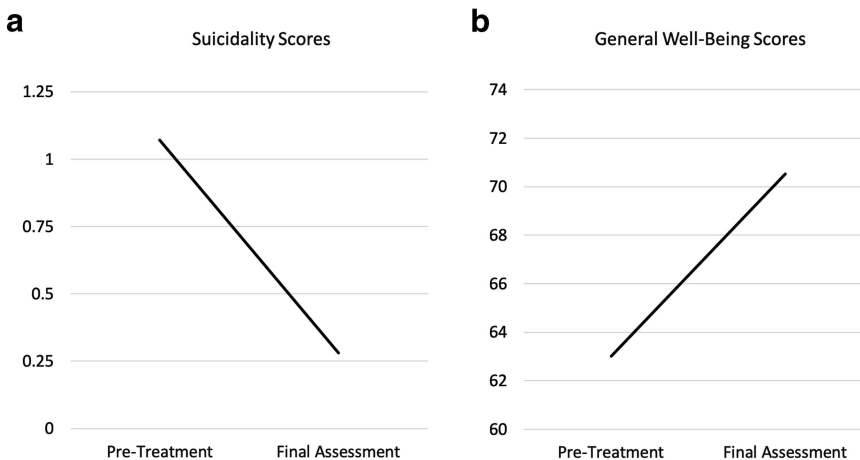 a
Suicidality Scores
1.25
1
0.75
0.5
0.25
0
Pre-Treatment Final Assessment
b
General Well-Being Scores
74
72
70
68
66
64
62
60
Pre-Treatment Final Assessment